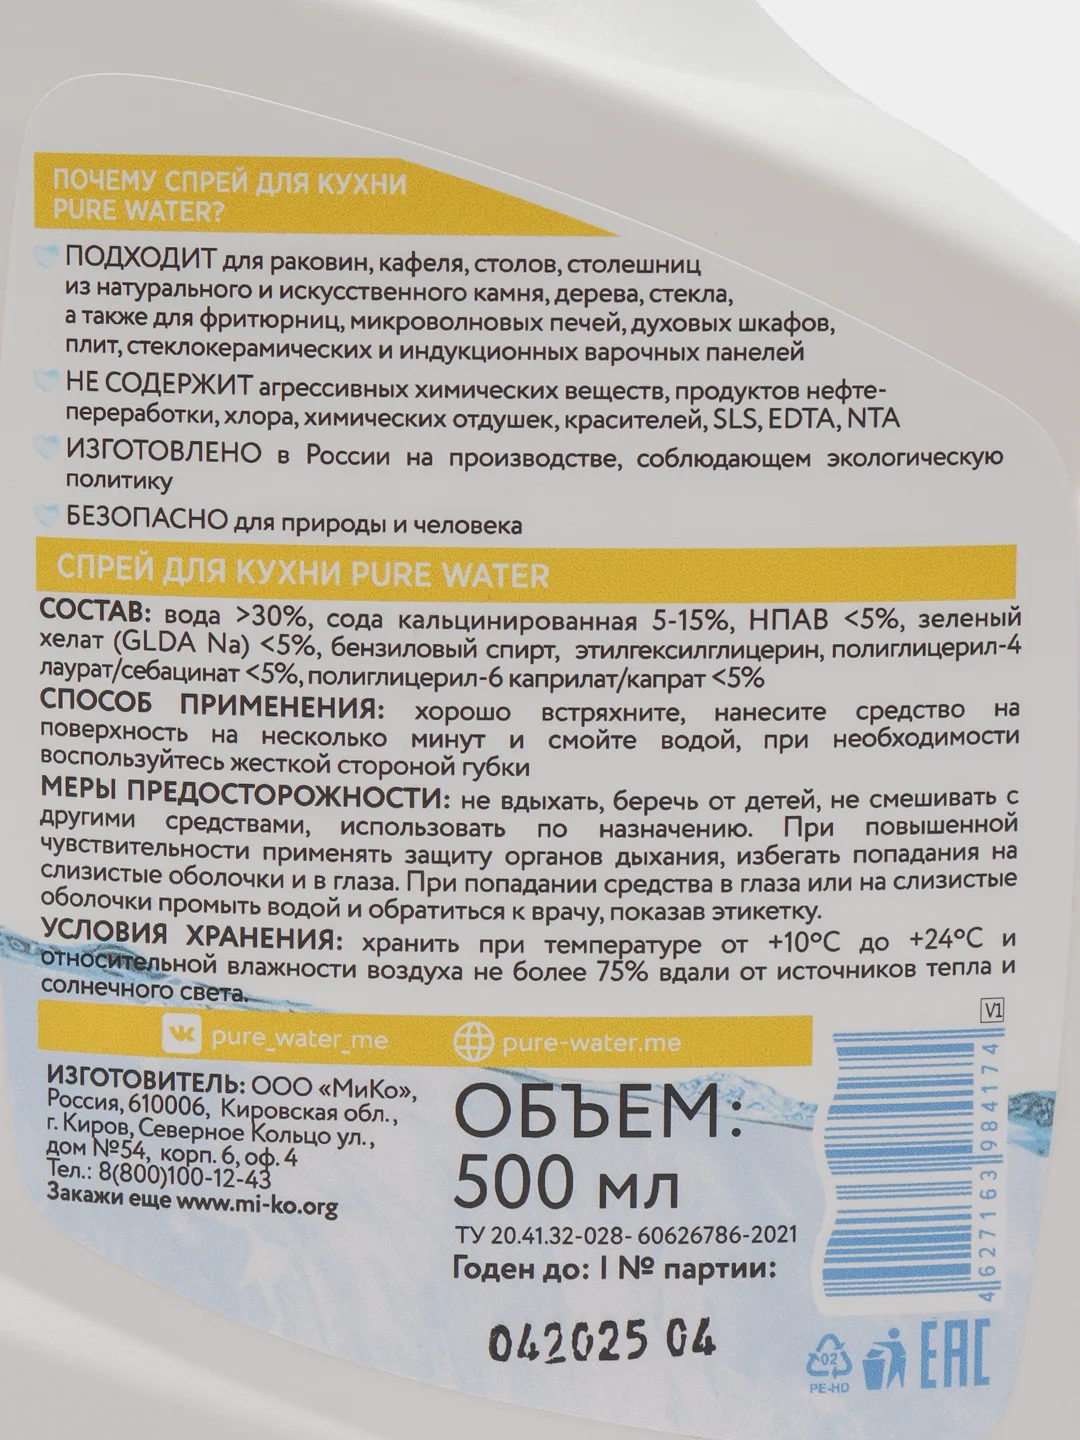 ПОЧЕМУ СПРЕЙ ДЛЯ КУХНИ
PURE WATER?
ПОДХОДИТ для раковин, кафеля, столов, столешниц
из натурального и искусственного камня, дерева, стекла,
а также для фритюрниц, микроволновых печей, духовых шкафов,
плит, стеклокерамических и индукционных варочных панелей
НЕ СОДЕРЖИТ агрессивных химических веществ, продуктов нефте-
переработки, хлора, химических отдушек, красителей, SLS, EDTA, NTA
ИЗГОТОВЛЕНО в России на производстве, соблюдающем экологическую
политику
БЕЗОПАСНО для природы и человека
СПРЕЙ ДЛЯ КУХНИ PURE WATER
СОСТАВ: вода >30%, сода кальцинированная 5-15%, НПАВ <5%, зеленый
хелат (GLDA Na) <5%, бензиловый спирт, этилгексилглицерин, полиглицерил-4
лаурат/себацинат <5%, полиглицерил-6 каприлат/капрат <5%
СПОСОБ ПРИМЕНЕНИЯ: хорошо встряхните, нанесите средство на
поверхность на несколько минут и смойте водой, при необходимости
воспользуйтесь жесткой стороной губки
МЕРЫ ПРЕДОСТОРОЖНОСТИ: не вдыхать, беречь от детей, не смешивать с
другими средствами, использовать по назначению. При повышенной
чувствительности применять защиту органов дыхания, избегать попадания на
слизистые оболочки и в глаза. При попадании средства в глаза или на слизистые
оболочки промыть водой и обратиться к врачу, показав этикетку.
УСЛОВИЯ ХРАНЕНИЯ: хранить при температуре от +10°С до +24°С и
относительной влажности воздуха не более 75% вдали от источников тепла и
солнечного света.
V1
pure_water_me
pure-water.me
ИЗГОТОВИТЕЛЬ: ООО «МиКо»,
Россия, 610006, Кировская обл.,
г. Киров, Северное Кольцо ул.,
дом №54, корп. 6, оф. 4
Тел.: 8(800)100-12-43
Закажи еще www.mi-ko.org
ОБЪЕМ:
500 мл
ТУ 20.41.32-028- 60626786-2021
Годен до: I № партии:
042025 04
4 627163 984174
02
PE-HD
EAC